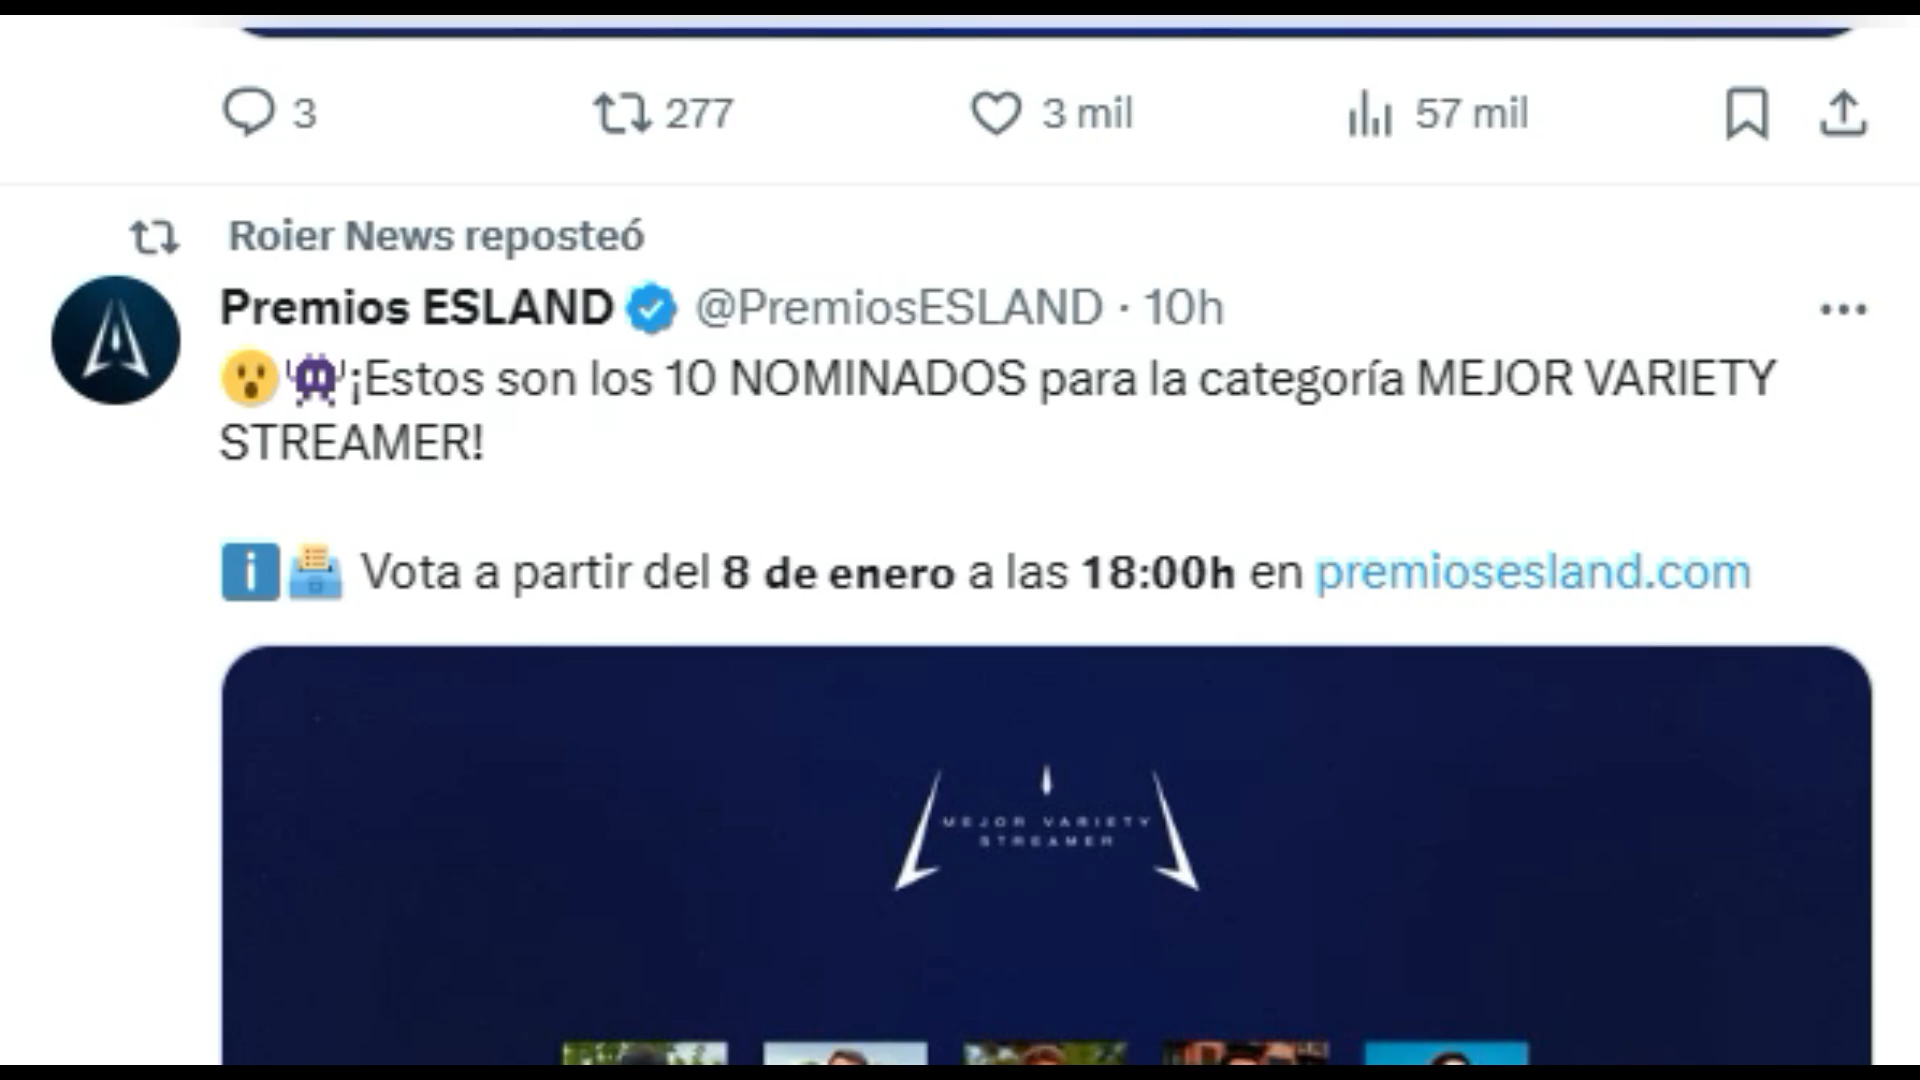 3 277 3 mil 57 mil
Roier News reposteó
Premios ESLAND @PremiosESLAND · 10h
😮👾¡Estos son los 10 NOMINADOS para la categoría MEJOR VARIETY
STREAMER!
ℹ️🗳️ Vota a partir del 8 de enero a las 18:00h en premiosesland.com
MEJOR VARIETY
STREAMER